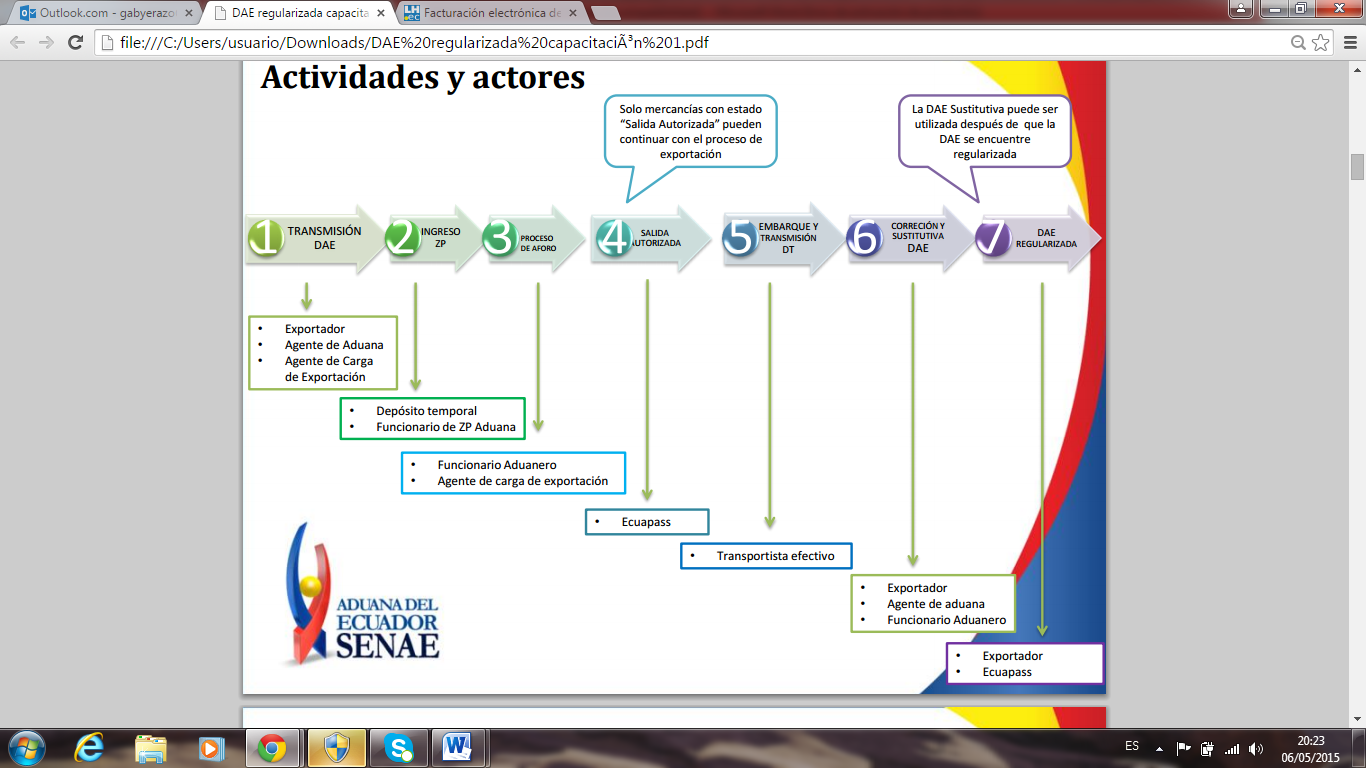 Outlook.com - gabyerazo
DAE regularizada capacita
Facturación electrónica de
file:///C:/Users/usuario/Downloads/DAE%20regularizada%20capacitaciÃ³n%201.pdf
Actividades y actores
Solo mercancías con estado
“Salida Autorizada” pueden
continuar con el proceso de
exportación
La DAE Sustitutiva puede ser
utilizada después de que la
DAE se encuentre
regularizada
1
TRANSMISIÓN
DAE
2
INGRESO
ZP
3
PROCESO
DE AFORO
4
SALIDA
AUTORIZADA
5
EMBARQUE Y
TRANSMISIÓN
DT
6
CORRECIÓN Y
SUSTITUTIVA
DAE
7
DAE
REGULARIZADA
• Exportador
• Agente de Aduana
• Agente de Carga
de Exportación
• Depósito temporal
• Funcionario de ZP Aduana
• Funcionario Aduanero
• Agente de carga de exportación
• Ecuapass
• Transportista efectivo
• Exportador
• Agente de aduana
• Funcionario Aduanero
• Exportador
• Ecuapass
ADUANA DEL
ECUADOR
SENAE
ES
20:23
06/05/2015